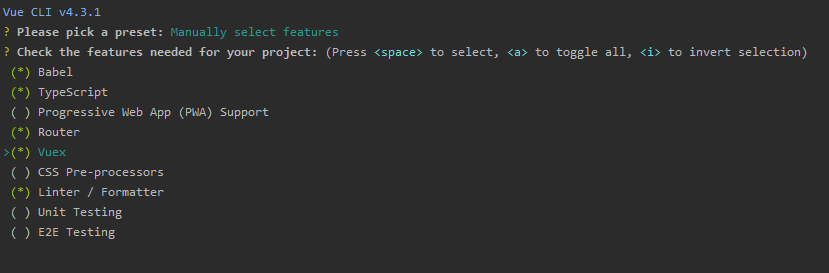 Vue CLI v4.3.1
? Please pick a preset: Manually select features
? Check the features needed for your project: (Press <space> to select, <a> to toggle all, <i> to invert selection)
(*) Babel
(*) TypeScript
( ) Progressive Web App (PWA) Support
(*) Router
>(*) Vuex
( ) CSS Pre-processors
(*) Linter / Formatter
( ) Unit Testing
( ) E2E Testing